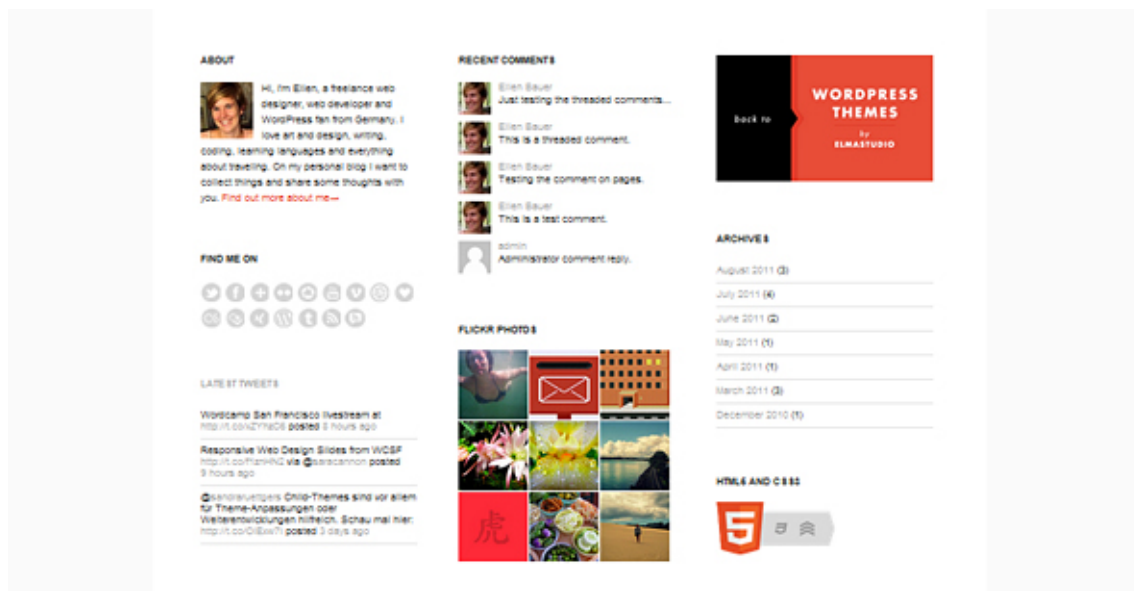 ABOUT
Hi, I'm Ellen, a freelance web
designer, web developer and
WordPress fan from Germany. I
love art and design, writing,
coding, learning languages and everything
about traveling. On my personal blog I want to
collect things and share some thoughts with
you. Find out more about me→
FIND ME ON
LATEST TWEETS
Wordcamp San Francisco livestream at
posted 8 hours ago
Responsive Web Design Slides from WCSF
via @saracannon posted
9 hours ago
@sandraruettgers Child-Themes sind vor allem
für Theme-Anpassungen oder
Weiterentwicklungen hilfreich. Schau mal hier:
posted 3 days ago
RECENT COMMENTS
Ellen Bauer
Just testing the threaded comments...
Ellen Bauer
This is a threaded comment.
Ellen Bauer
Testing the comment on pages.
Ellen Bauer
This is a test comment.
admin
Administrator comment reply.
FLICKR PHOTOS
虎
back to
WORDPRESS
THEMES
by
ELMASTUDIO
ARCHIVES
August 2011 (3)
July 2011 (4)
June 2011 (2)
May 2011 (1)
April 2011 (1)
March 2011 (3)
December 2010 (1)
HTML5 AND CSS3
5